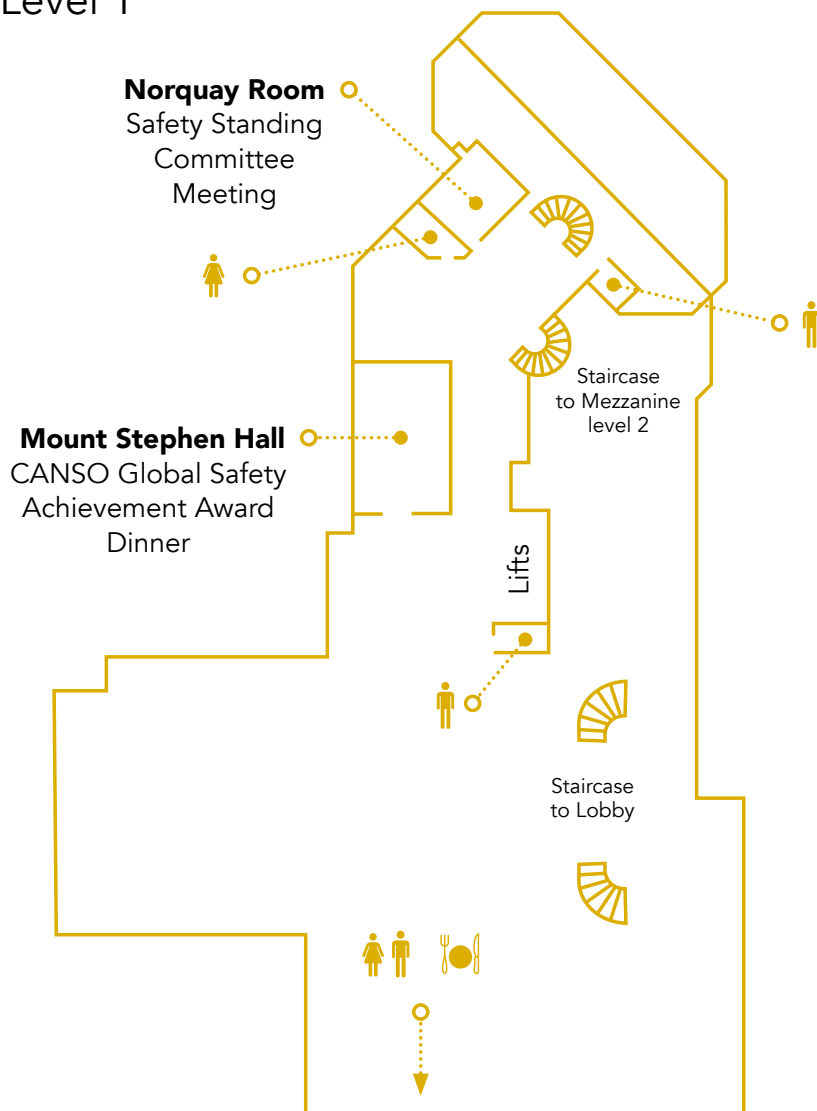 Level 1
Norquay Room
Safety Standing
Committee
Meeting
Staircase
to Mezzanine
level 2
Mount Stephen Hall
CANSO Global Safety
Achievement Award
Dinner
Lifts
Staircase
to Lobby